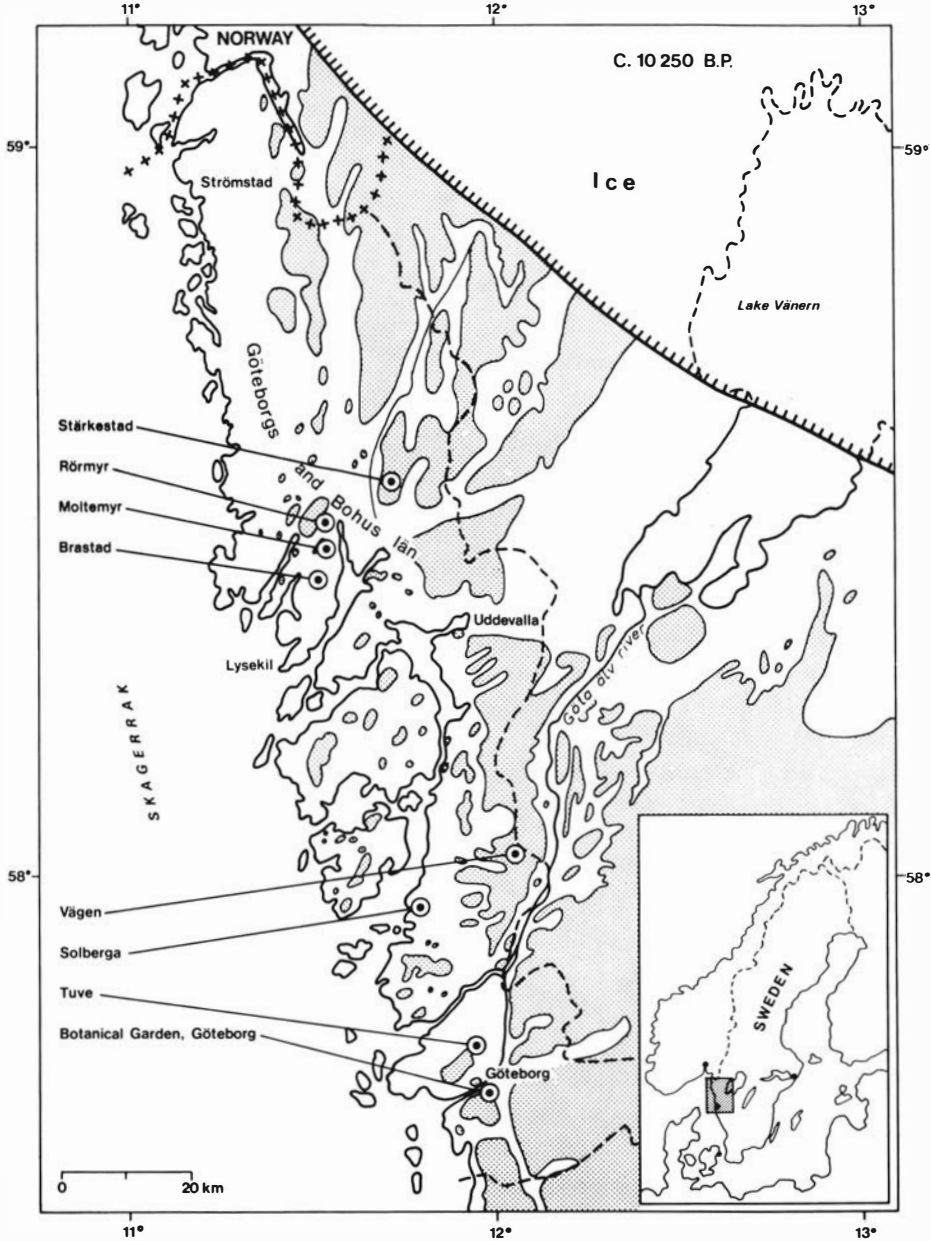 11°
12°
13°
NORWAY
C. 10 250 B.P.
59°
59°
Ice
Strömstad
Lake Vänern
Göteborgs
and Bohus län
Stärkestad
Rörmyr
Moltemyr
Brastad
Uddevalla
Lysekil
Göta älv river
SKAGERRAK
58°
58°
Vägen
Solberga
Tuve
Botanical Garden, Göteborg
Göteborg
SWEDEN
0 20 km
11°
12°
13°